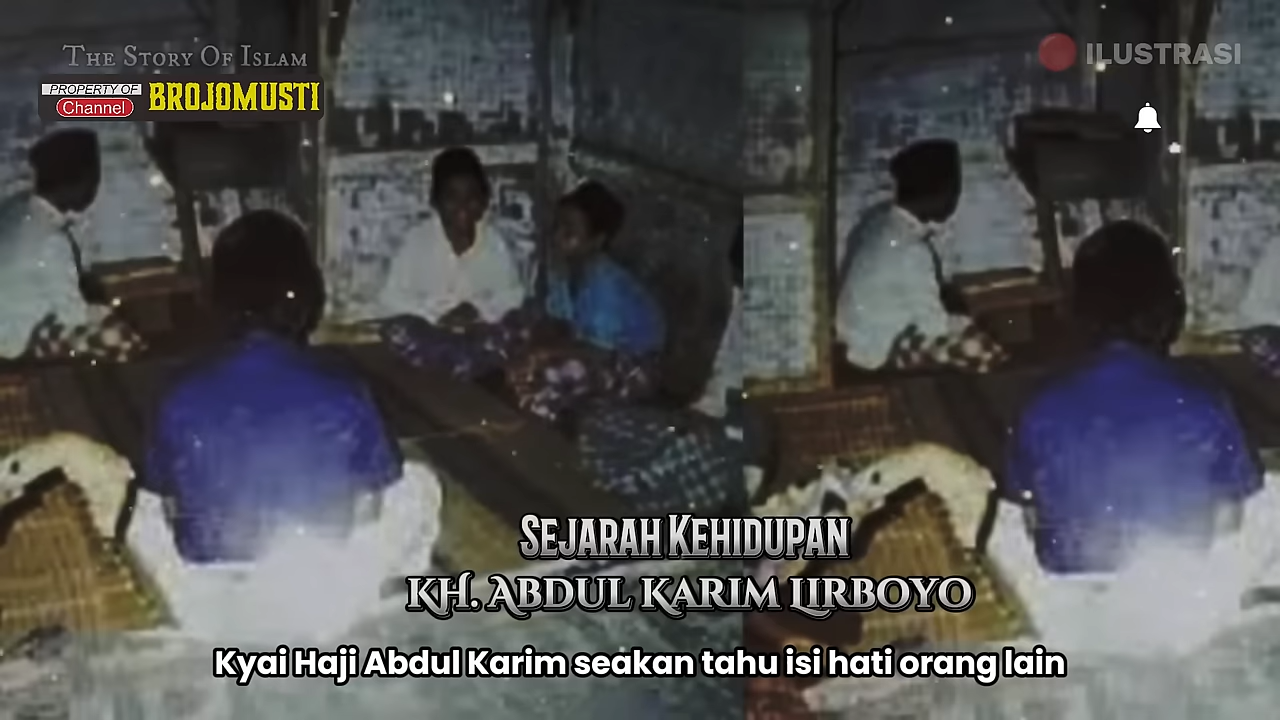 The Story Of Islam
PROPERTY OF
Channel
BROJOMUSTI
ILUSTRASI
Sejarah Kehidupan
KH. Abdul Karim Lirboyo
Kyai Haji Abdul Karim seakan tahu isi hati orang lain